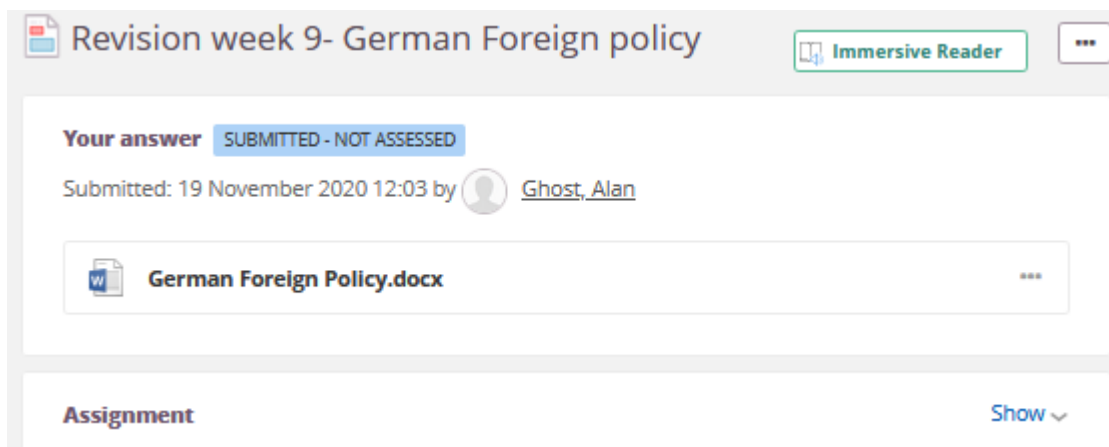 Revision week 9- German Foreign policy
Immersive Reader
Your answer SUBMITTED - NOT ASSESSED
Submitted: 19 November 2020 12:03 by Ghost, Alan
German Foreign Policy.docx
Assignment Show